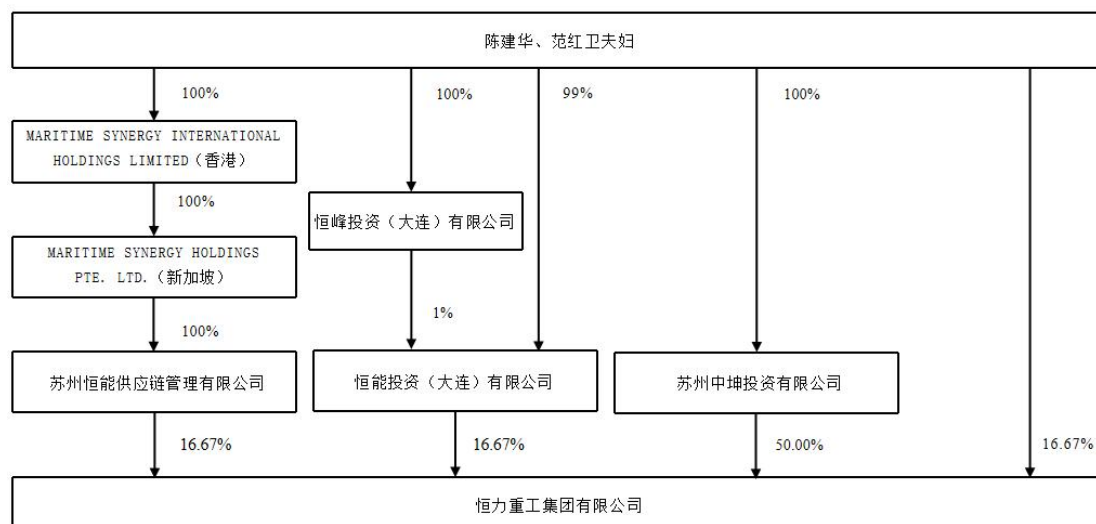 陈建华、范红卫夫妇
100%
100%
99%
100%
MARITIME SYNERGY INTERNATIONAL
HOLDINGS LIMITED（香港）
100%
恒峰投资（大连）有限公司
MARITIME SYNERGY HOLDINGS
PTE. LTD.（新加坡）
1%
100%
苏州恒能供应链管理有限公司
恒能投资（大连）有限公司
苏州中坤投资有限公司
16.67%
16.67%
50.00%
16.67%
恒力重工集团有限公司